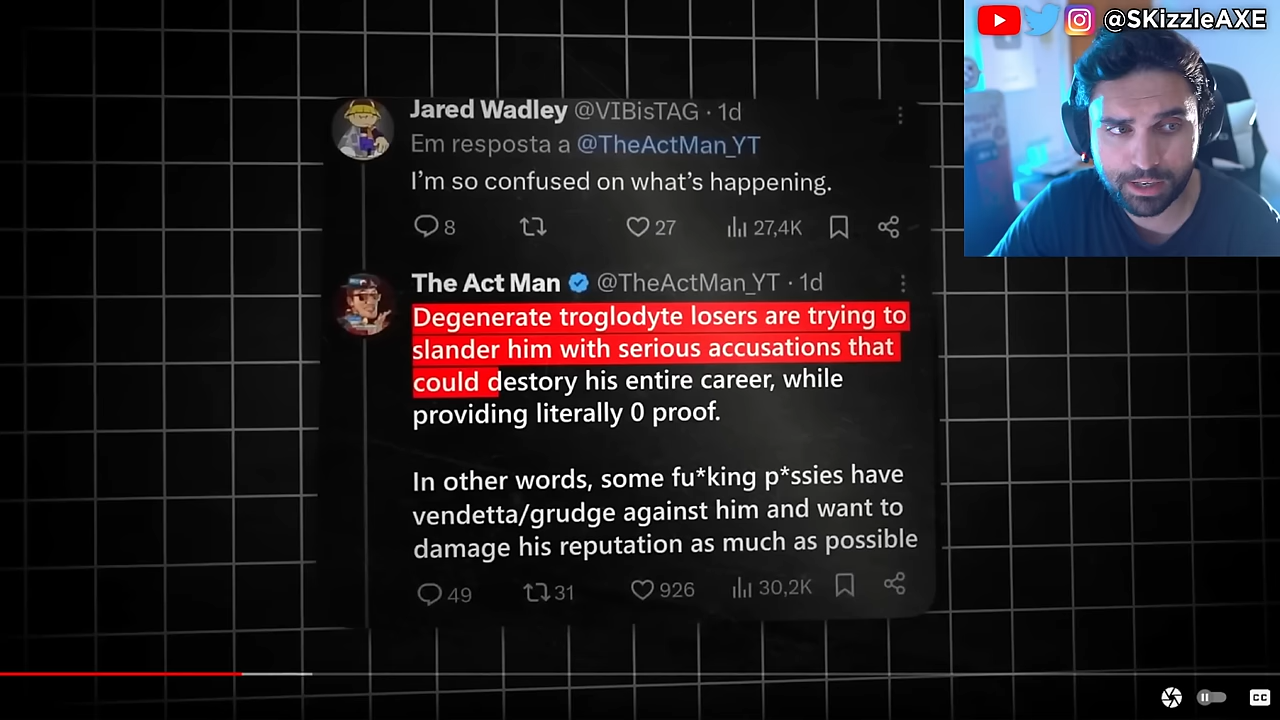 @SKizzleAXE
Jared Wadley @VIBisTAG · 1d
Em resposta a @TheActMan_YT
I'm so confused on what's happening.
8 27 27,4K
The Act Man @TheActMan_YT · 1d
Degenerate troglodyte losers are trying to
slander him with serious accusations that
could destory his entire career, while
providing literally 0 proof.
In other words, some fu*king p*ssies have
vendetta/grudge against him and want to
damage his reputation as much as possible
49 31 926 30,2K
CC